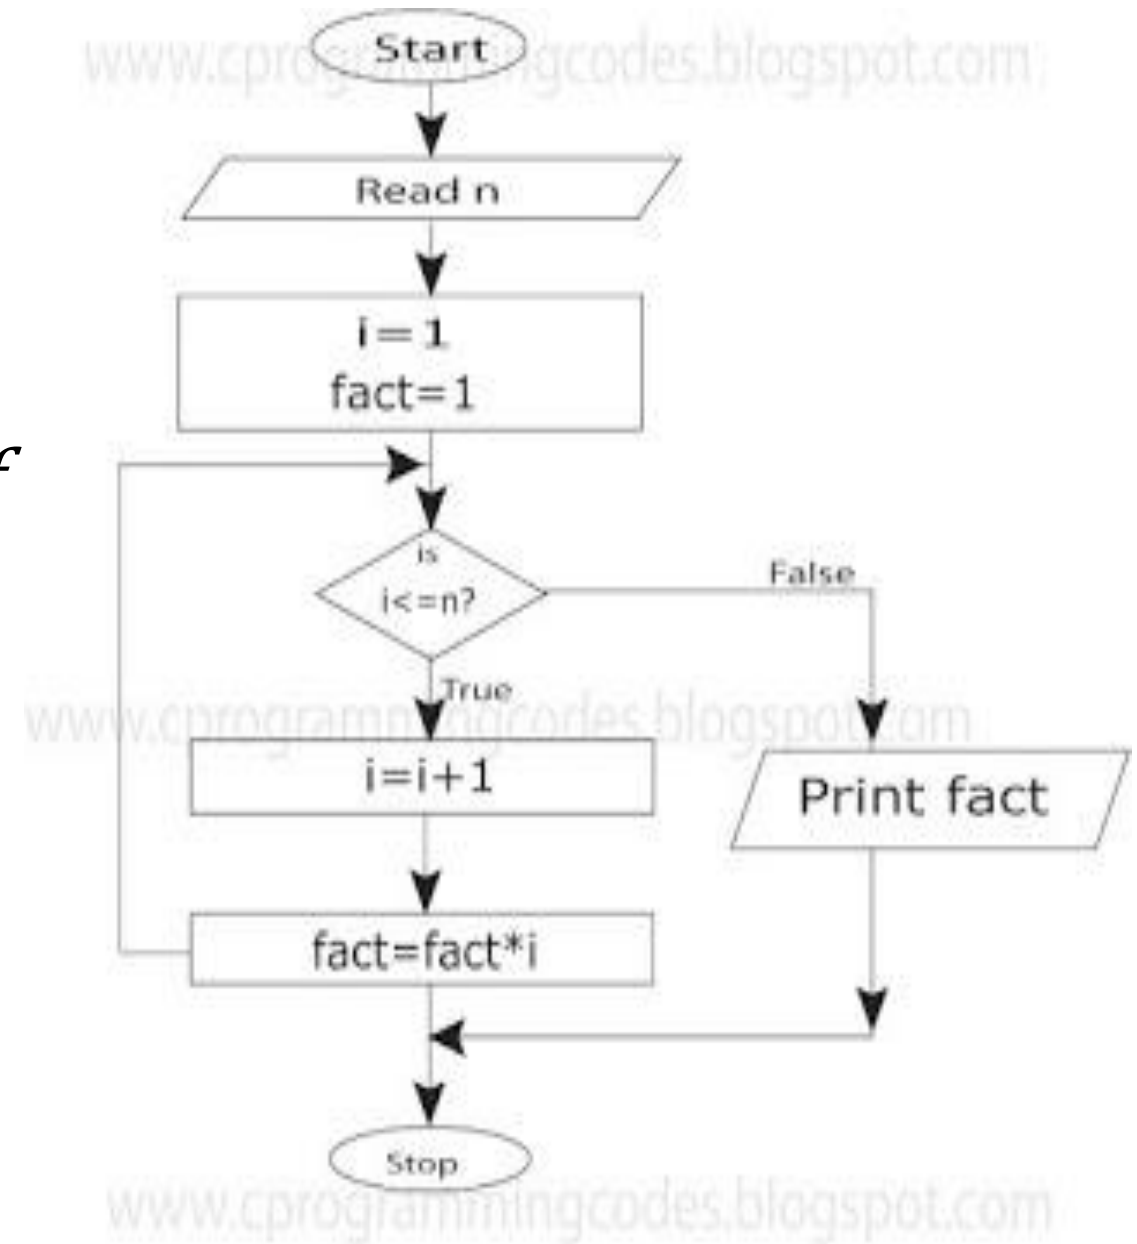 www.cprogrammingcodes.blogspot.com
Start
Read n
i=1
fact=1
f
is
i<=n?
False
True
www.cprogrammingcodes.blogspot.com
i=i+1
Print fact
fact=fact*i
Stop
www.cprogrammingcodes.blogspot.com